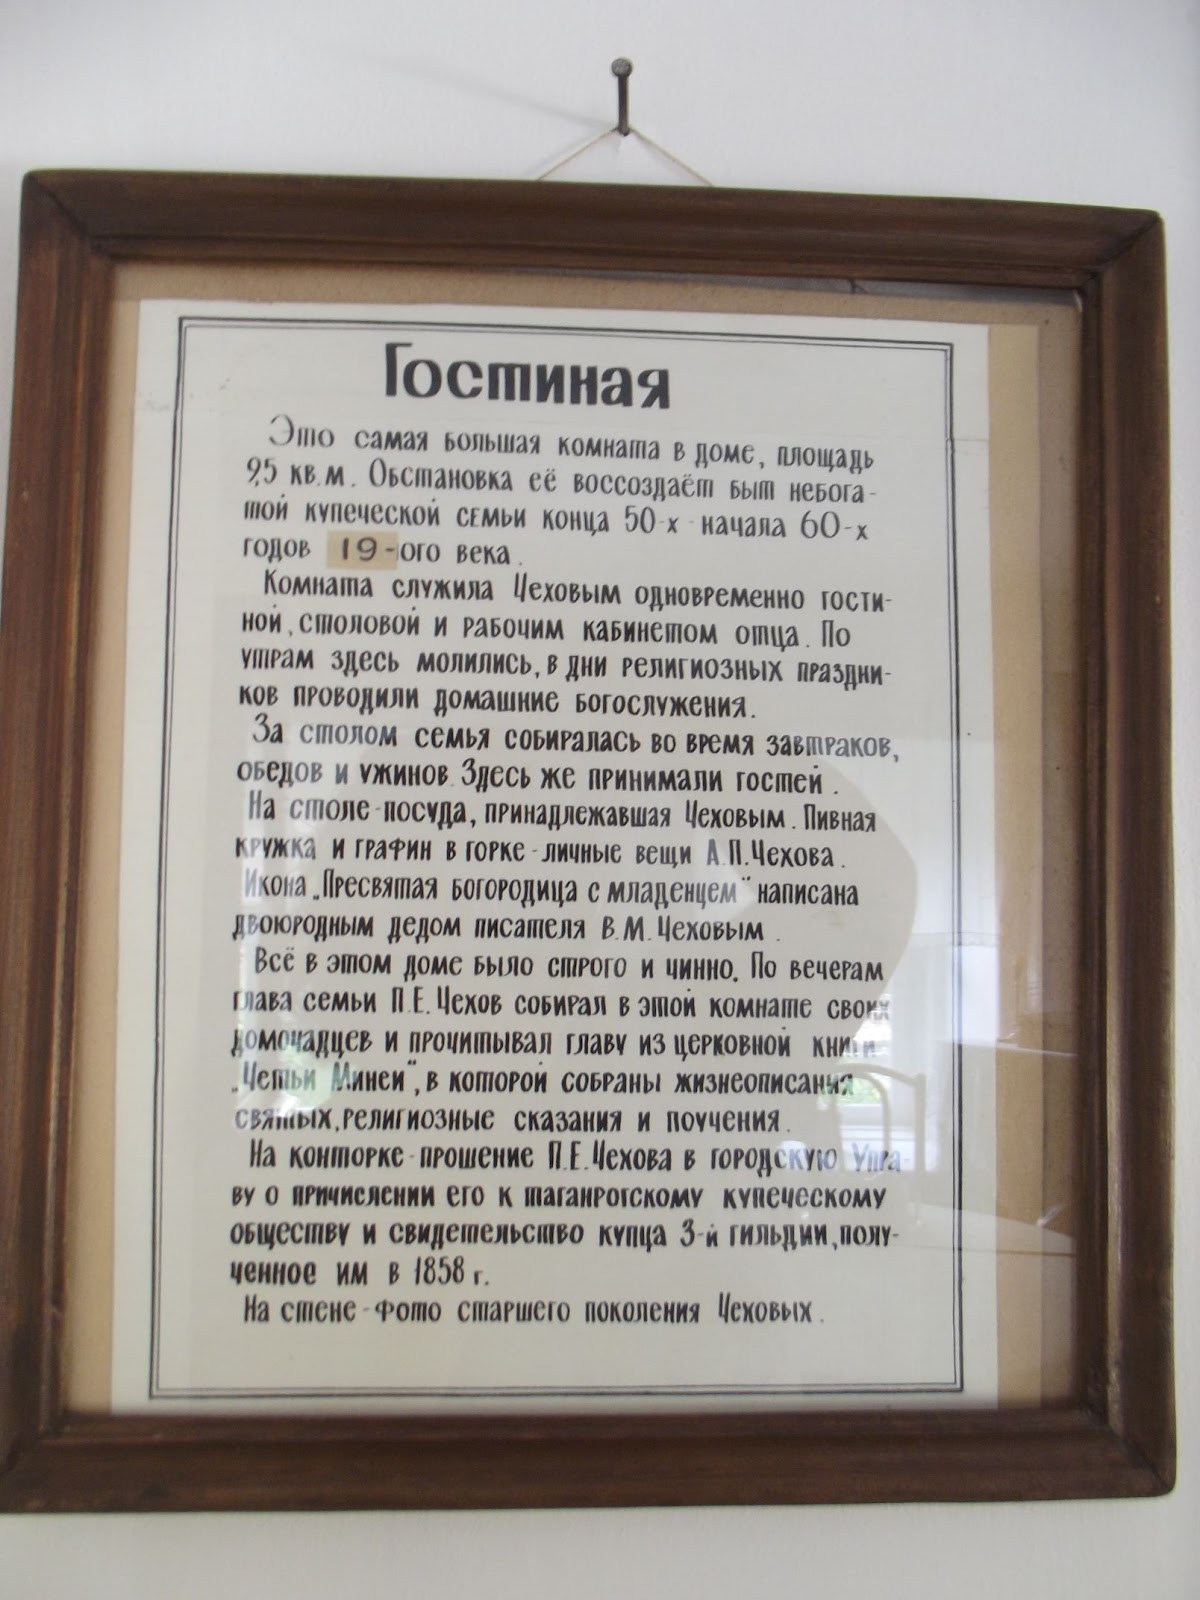 Гостиная
Это самая большая комната в доме, площадь
9,5 кв.м. Обстановка её воссоздаёт быт небога-
той купеческой семьи конца 50-х - начала 60-х
годов 19-ого века.
Комната служила Чеховым одновременно гости-
ной, столовой и рабочим кабинетом отца. По
утрам здесь молились, в дни религиозных праздни-
ков проводили домашние богослужения.
За столом семья собиралась во время завтраков,
обедов и ужинов. Здесь же принимали гостей.
На столе - посуда, принадлежавшая Чеховым. Пивная
кружка и графин в горке - личные вещи А.П.Чехова.
Икона „Пресвятая богородица с младенцем" написана
двоюродным дедом писателя В.М.Чеховым.
Всё в этом доме было строго и чинно. По вечерам
глава семьи П.Е.Чехов собирал в этой комнате своих
домочадцев и прочитывал главу из церковной книги
„Четьи Минеи", в которой собраны жизнеописания
святых, религиозные сказания и поучения.
На конторке - прошение П.Е.Чехова в городскую Упра-
ву о причислении его к таганрогскому купеческому
обществу и свидетельство купца 3-й гильдии, полу-
ченное им в 1858 г.
На стене - фото старшего поколения Чеховых.